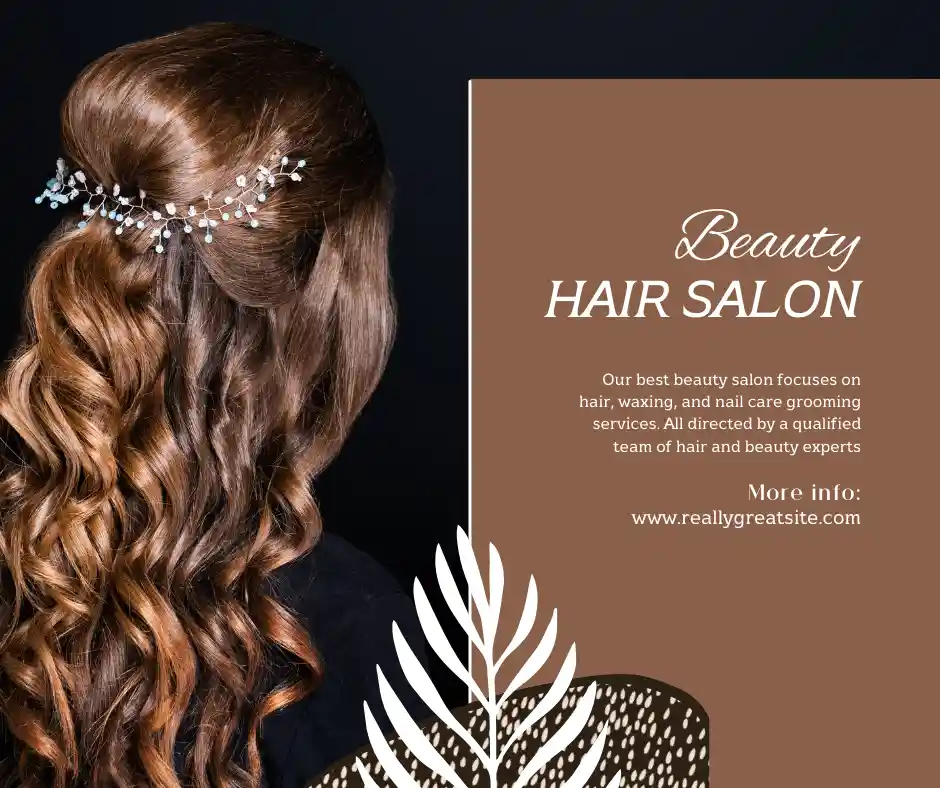 Beauty
HAIR SALON
Our best beauty salon focuses on
hair, waxing, and nail care grooming
services. All directed by a qualified
team of hair and beauty experts
More info:
www.reallygreatsite.com